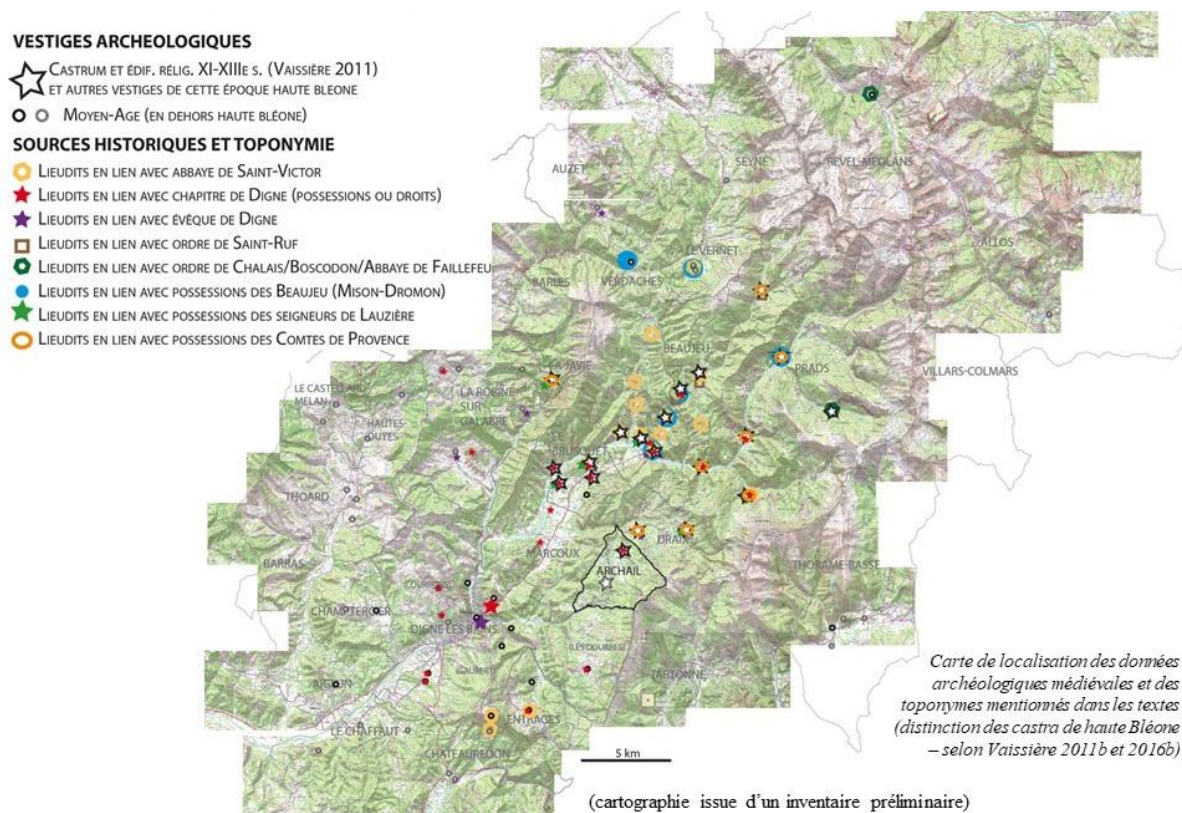 VESTIGES ARCHEOLOGIQUES
CASTRUM ET ÉDIF. RÉLIG. XI-XIIIE S. (VAISSIÈRE 2011)
ET AUTRES VESTIGES DE CETTE ÉPOQUE HAUTE BLEONE
MOYEN-AGE (EN DEHORS HAUTE BLÉONE)
SOURCES HISTORIQUES ET TOPONYMIE
LIEUDITS EN LIEN AVEC ABBAYE DE SAINT-VICTOR
LIEUDITS EN LIEN AVEC CHAPITRE DE DIGNE (POSSESSIONS OU DROITS)
LIEUDITS EN LIEN AVEC ÉVÊQUE DE DIGNE
LIEUDITS EN LIEN AVEC ORDRE DE SAINT-RUF
LIEUDITS EN LIEN AVEC ORDRE DE CHALAIS/BOSCODON/ABBAYE DE FAILLEFEU
LIEUDITS EN LIEN AVEC POSSESSIONS DES BEAUJEU (MISON-DROMON)
LIEUDITS EN LIEN AVEC POSSESSIONS DES SEIGNEURS DE LAUZIÈRE
LIEUDITS EN LIEN AVEC POSSESSIONS DES COMTES DE PROVENCE
AUZET
SEYNE
REVEL-MEOLANS
ALLOS
LE VERNET
VERDACHES
BARLES
BEAUJEU
PRADS
VILLARS-COLMARS
LA JAVIE
LE CASTELLARD
MELAN
LA ROBINE
SUR
GALABRE
HAUTES
DUYES
LE
BRUSQUET
THOARD
DRAIX
MARCOUX
ARCHAIL
THORAME-BASSE
BARRAS
CHAMPTERCIER
DIGNE LES BAINS
(LES DOURBES)
(GAUBERT)
TARTONNE
AIGLUN
ENTRAGES
LE CHAFFAUT
CHATEAUREDON
5 km
Carte de localisation des données
archéologiques médiévales et des
toponymes mentionnés dans les textes
(distinction des castra de haute Bléone
– selon Vaissière 2011b et 2016b)
(cartographie issue d'un inventaire préliminaire)